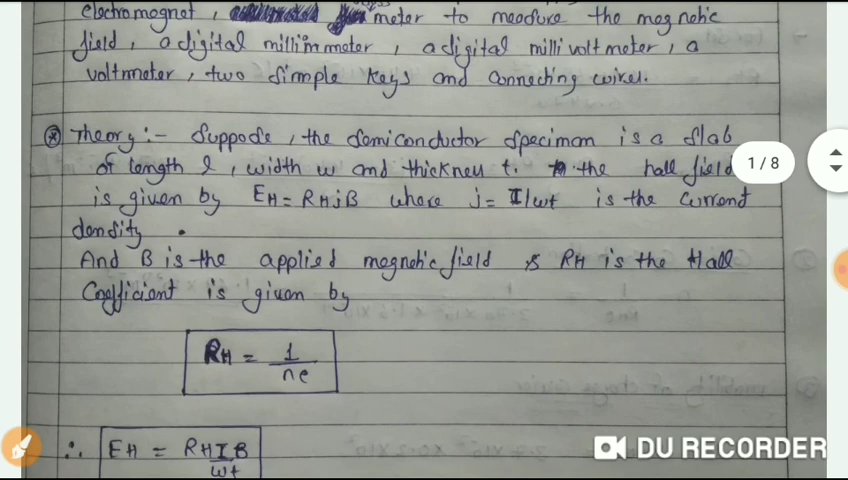 electromagnet, meter to measure the magnetic
field, a digital millimmeter, a digital millivoltmeter, a
voltmeter, two simple keys and connecting wires.
* Theory :- Suppose, the semiconductor specimen is a slab
of length l, width w and thickness t. the hall field
is given by EH = RHjB where j = I/wt is the current
density.
And B is the applied magnetic field & RH is the Hall
Coefficient is given by
RH = 1/ne
∴ EH = RHIB/wt
1 / 8
DU RECORDER